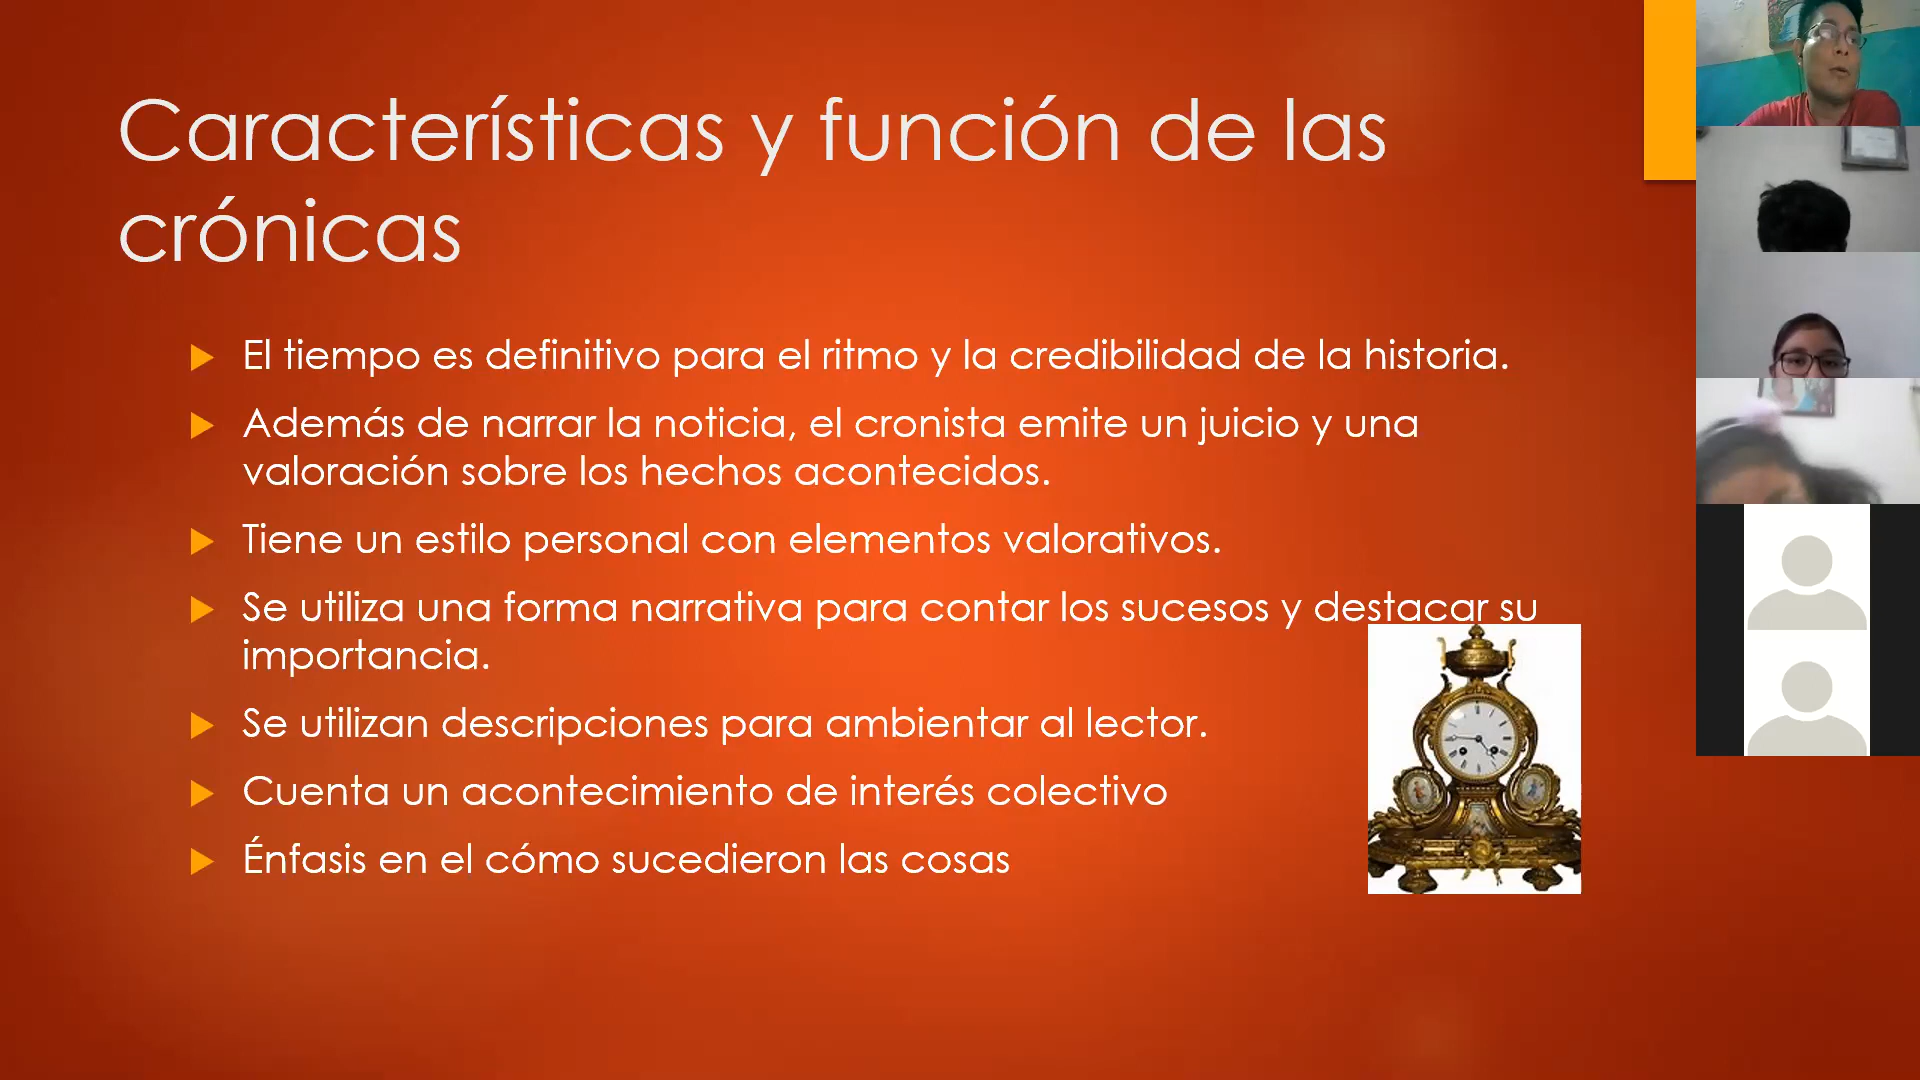 Características y función de las
crónicas
El tiempo es definitivo para el ritmo y la credibilidad de la historia.
Además de narrar la noticia, el cronista emite un juicio y una
valoración sobre los hechos acontecidos.
Tiene un estilo personal con elementos valorativos.
Se utiliza una forma narrativa para contar los sucesos y destacar su
importancia.
Se utilizan descripciones para ambientar al lector.
Cuenta un acontecimiento de interés colectivo
Énfasis en el cómo sucedieron las cosas